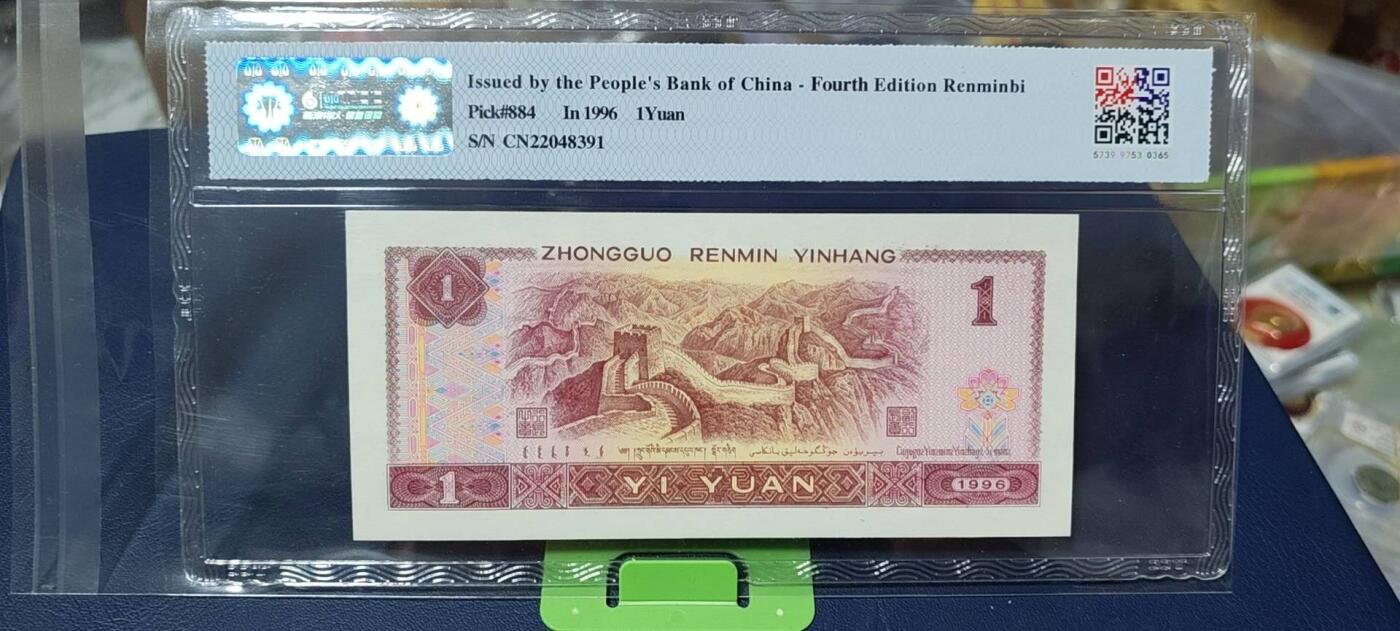 Issued by the People's Bank of China - Fourth Edition Renminbi
Pick#884 In 1996 1Yuan
S/N CN22048391
5739 9753 0365
ZHONGGUO RENMIN YINHANG
1
1
1
YI YUAN
1996